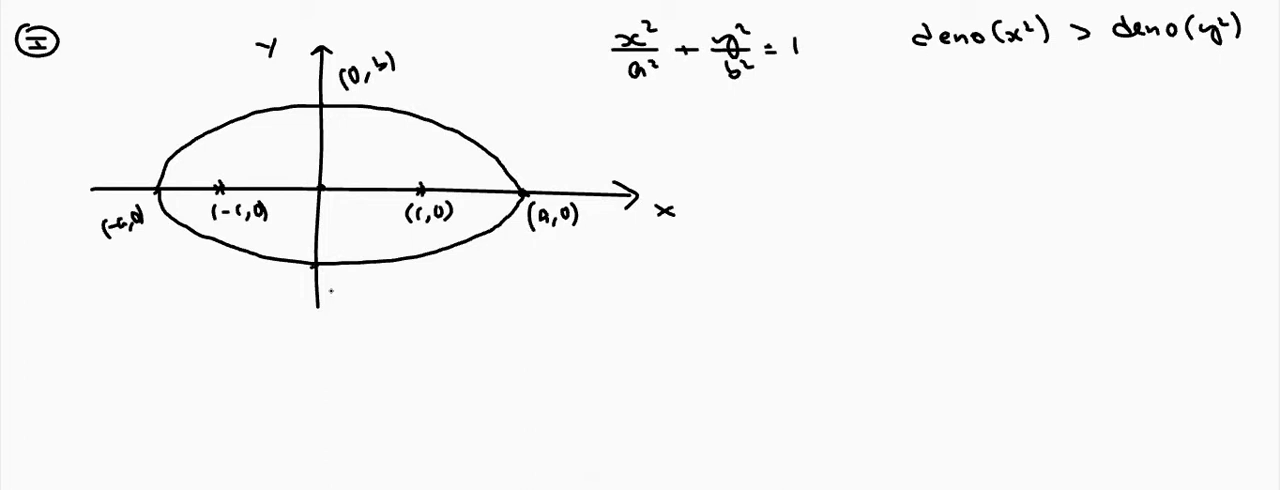 I
Y
(0, b)
x²/a² + y²/b² = 1
deno(x²) > deno(y²)
(-a,0)
(-c,0)
(c,0)
(a,0)
x